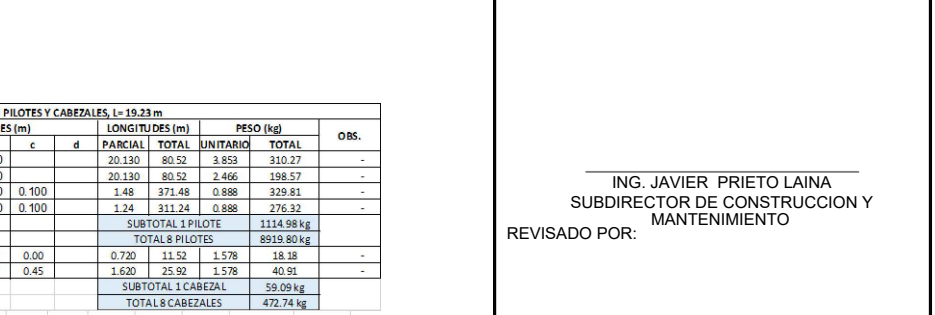 PILOTES Y CABEZALES, L= 19.23 m
ES (m) LONGITUDES (m) PESO (kg) OBS.
c d PARCIAL TOTAL UNITARIO TOTAL
0 20.130 80.52 3.853 310.27 -
0 20.130 80.52 2.466 198.57 -
0 0.100 1.48 371.48 0.888 329.81 -
0 0.100 1.24 311.24 0.888 276.32 -
SUBTOTAL 1 PILOTE 1114.98 kg
TOTAL 8 PILOTES 8919.80 kg
0.00 0.720 11.52 1.578 18.18 -
0.45 1.620 25.92 1.578 40.91 -
SUBTOTAL 1 CABEZAL 59.09 kg
TOTAL 8 CABEZALES 472.74 kg
ING. JAVIER PRIETO LAINA
SUBDIRECTOR DE CONSTRUCCION Y
MANTENIMIENTO
REVISADO POR: